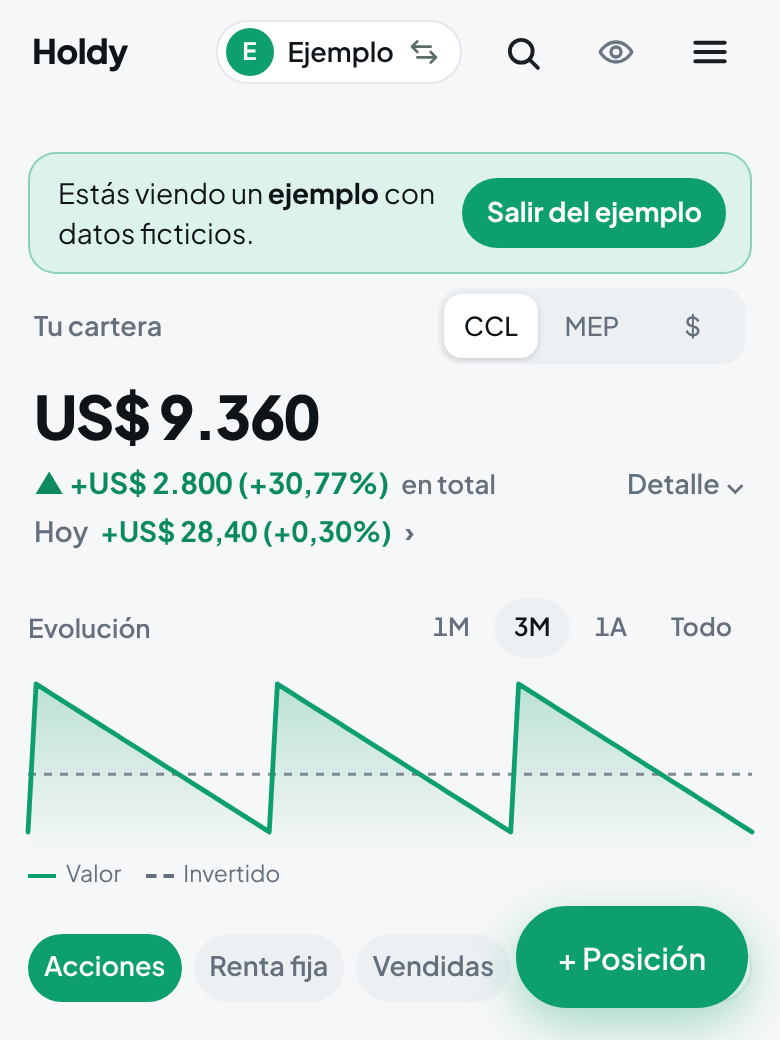 Holdy
E Ejemplo
Estás viendo un ejemplo con
datos ficticios.
Salir del ejemplo
Tu cartera
CCL MEP $
US$ 9.360
▲ +US$ 2.800 (+30,77%) en total
Detalle
Hoy +US$ 28,40 (+0,30%) ›
Evolución
1M 3M 1A Todo
Valor Invertido
Acciones Renta fija Vendidas
+ Posición